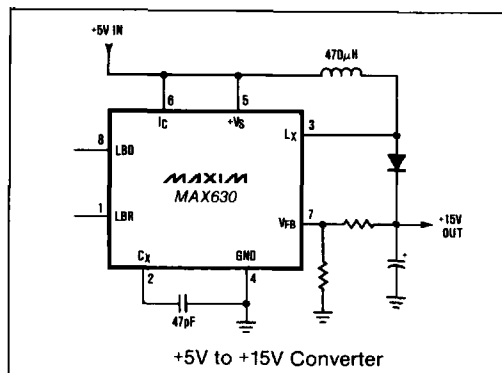 +5V IN
470µH
6
5
IC
+VS
LX
3
8
LBD
MAXIM
MAX630
1
LBR
VFB
7
+15V
OUT
CX
GND
2
4
+
47pF
+5V to +15V Converter